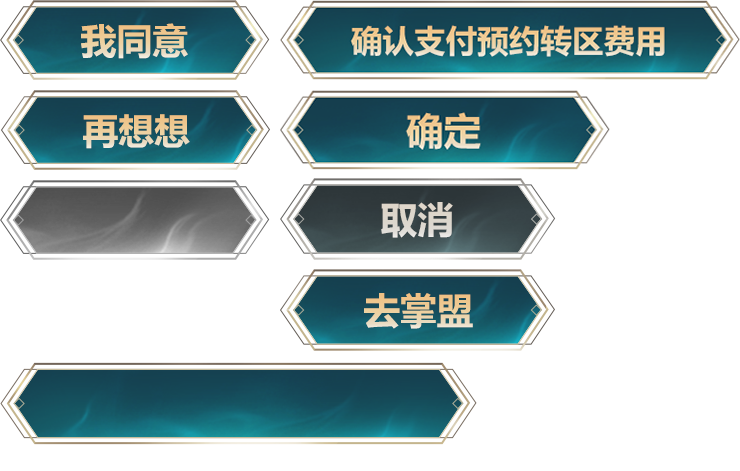 我同意
确认支付预约转区费用
再想想
确定
取消
去掌盟